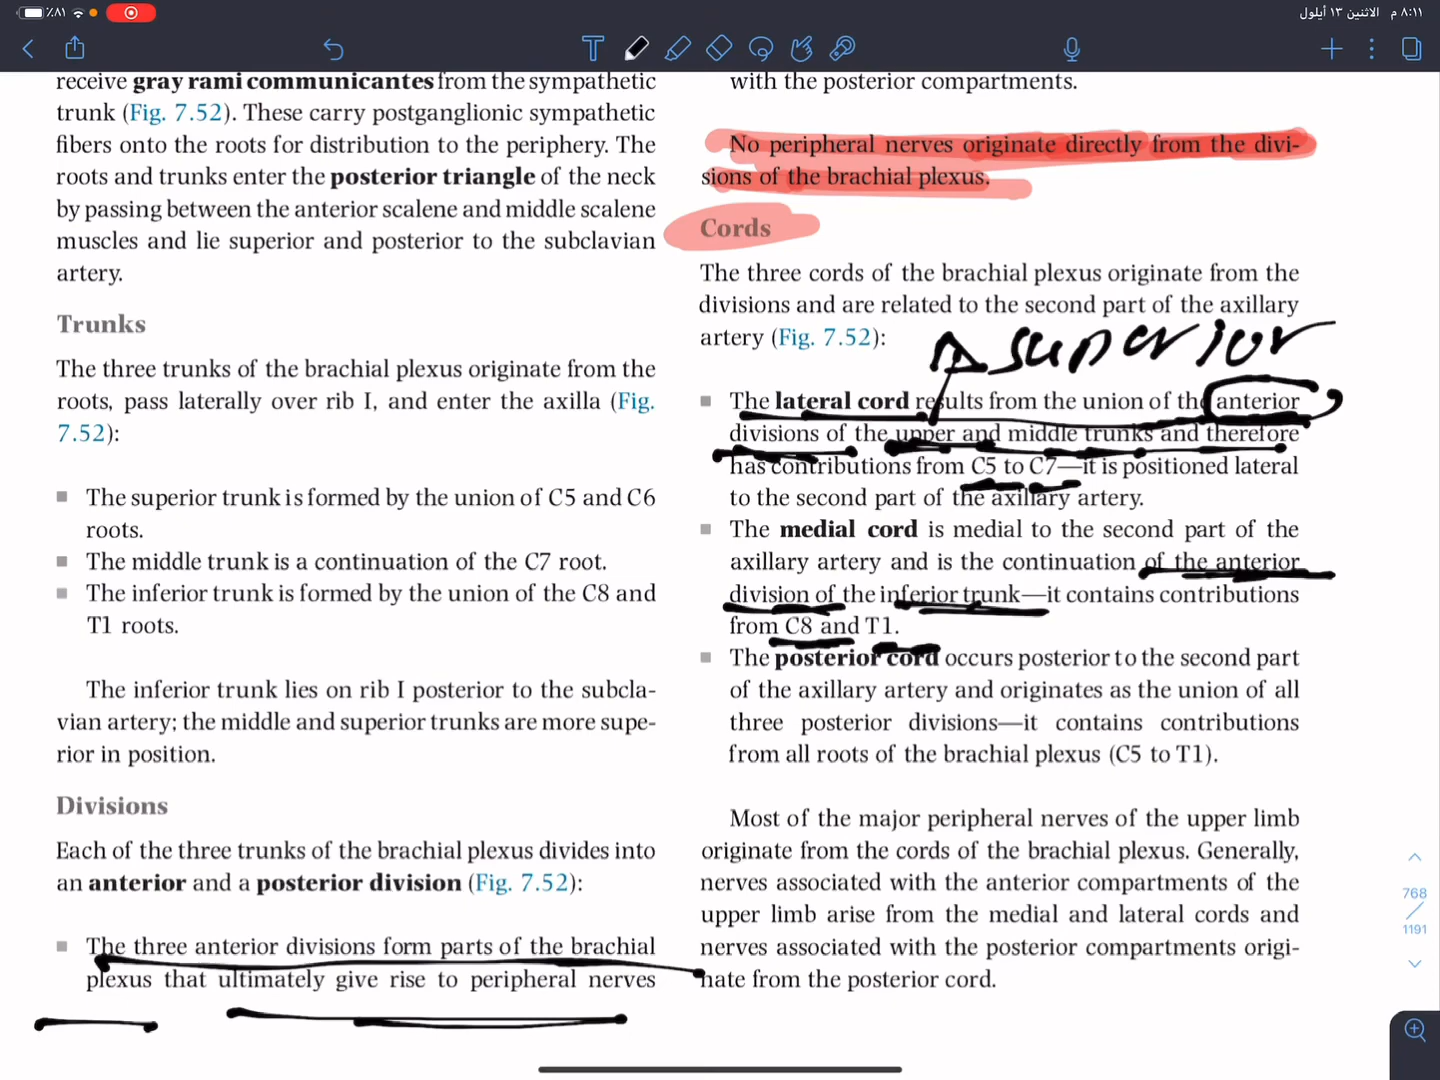 ٪٨١
٨:١١ م الاثنين ١٣ أيلول
receive gray rami communicantes from the sympathetic
trunk (Fig. 7.52). These carry postganglionic sympathetic
fibers onto the roots for distribution to the periphery. The
roots and trunks enter the posterior triangle of the neck
by passing between the anterior scalene and middle scalene
muscles and lie superior and posterior to the subclavian
artery.
Trunks
The three trunks of the brachial plexus originate from the
roots, pass laterally over rib I, and enter the axilla (Fig.
7.52):
■ The superior trunk is formed by the union of C5 and C6
roots.
■ The middle trunk is a continuation of the C7 root.
■ The inferior trunk is formed by the union of the C8 and
T1 roots.
The inferior trunk lies on rib I posterior to the subcla-
vian artery; the middle and superior trunks are more supe-
rior in position.
Divisions
Each of the three trunks of the brachial plexus divides into
an anterior and a posterior division (Fig. 7.52):
■ The three anterior divisions form parts of the brachial
plexus that ultimately give rise to peripheral nerves
with the posterior compartments.
No peripheral nerves originate directly from the divi-
sions of the brachial plexus.
Cords
The three cords of the brachial plexus originate from the
divisions and are related to the second part of the axillary
artery (Fig. 7.52):
superior
■ The lateral cord results from the union of the anterior
divisions of the upper and middle trunks and therefore
has contributions from C5 to C7—it is positioned lateral
to the second part of the axillary artery.
■ The medial cord is medial to the second part of the
axillary artery and is the continuation of the anterior
division of the inferior trunk—it contains contributions
from C8 and T1.
■ The posterior cord occurs posterior to the second part
of the axillary artery and originates as the union of all
three posterior divisions—it contains contributions
from all roots of the brachial plexus (C5 to T1).
Most of the major peripheral nerves of the upper limb
originate from the cords of the brachial plexus. Generally,
nerves associated with the anterior compartments of the
upper limb arise from the medial and lateral cords and
nerves associated with the posterior compartments origi-
nate from the posterior cord.
768
1191